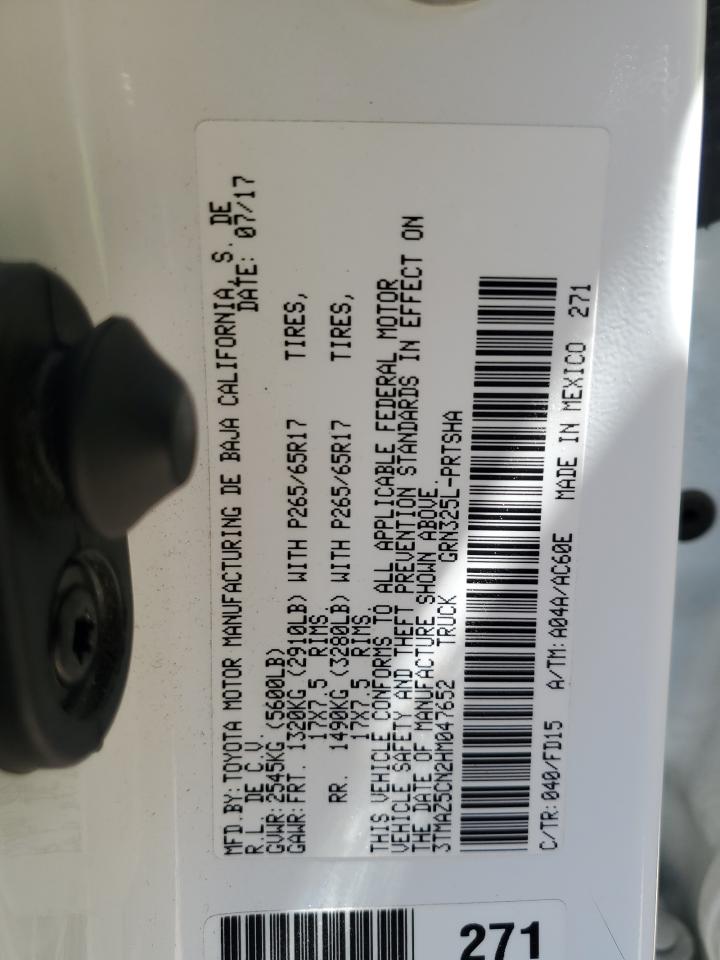 MFD.BY:TOYOTA MOTOR MANUFACTURING DE BAJA CALIFORNIA, S. DE
R.L. DE C.V. DATE: 07/17
GVWR:2545KG (5600LB)
GAWR:FRT. 1320KG (2910LB) WITH P265/65R17 TIRES,
17X7.5 RIMS
RR. 1490KG (3280LB) WITH P265/65R17 TIRES,
17X7.5 RIMS
THIS VEHICLE CONFORMS TO ALL APPLICABLE FEDERAL MOTOR
VEHICLE SAFETY AND THEFT PREVENTION STANDARDS IN EFFECT ON
THE DATE OF MANUFACTURE SHOWN ABOVE.
3TMAZ5CN2HM047652 TRUCK GRN325L-PRTSHA
C/TR:040/FD15 A/TM:A04A/AC60E MADE IN MEXICO 271
271